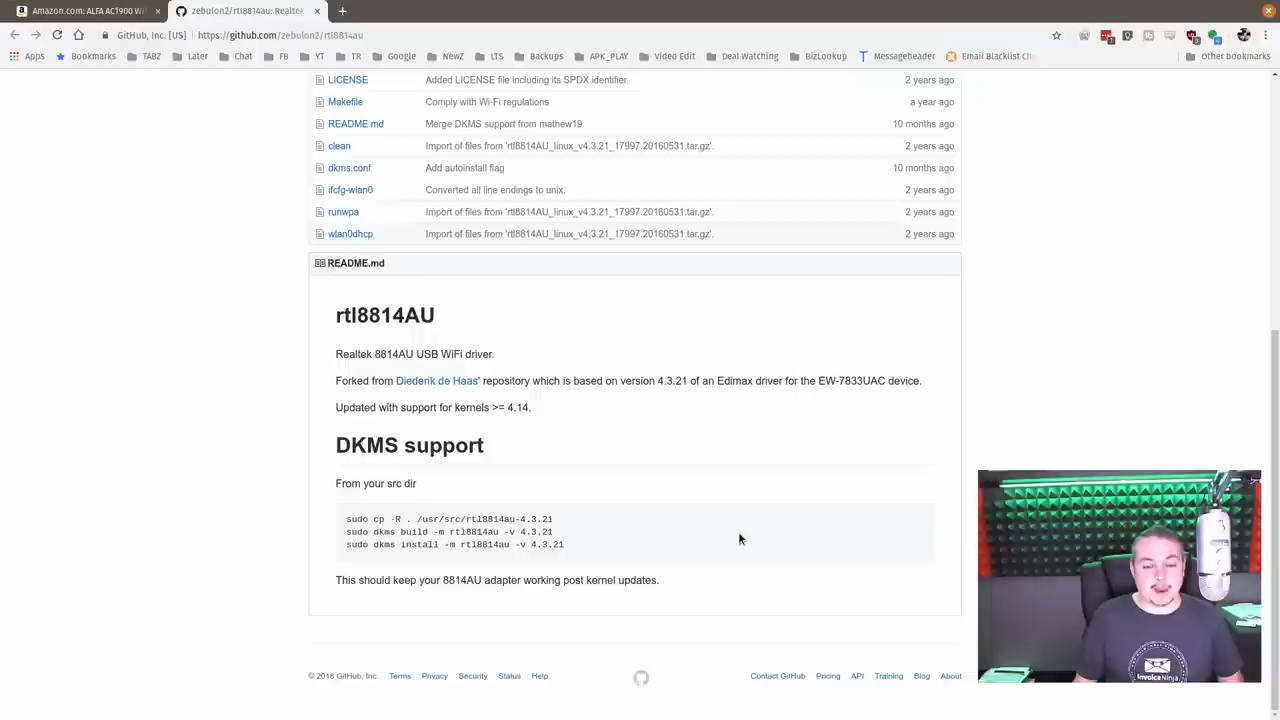 Amazon.com: ALFA AC1900 W
zebulon2/rtl8814au: Realtek
GitHub, Inc. [US]
https://github.com/zebulon2/rtl8814au
Apps
Bookmarks
TABZ
Later
Chat
FB
YT
TR
Google
NewZ
LTS
Backups
APK_PLAY
Video Edit
Deal Watching
BizLookup
Messageheader
Email Blacklist Ch
Other bookmarks
LICENSE Added LICENSE file including its SPDX identifier. 2 years ago
Makefile Comply with Wi-Fi regulations a year ago
README.md Merge DKMS support from mathew19 10 months ago
clean Import of files from 'rtl8814AU_linux_v4.3.21_17997.20160531.tar.gz'. 2 years ago
dkms.conf Add autoinstall flag 10 months ago
ifcfg-wlan0 Converted all line endings to unix. 2 years ago
runwpa Import of files from 'rtl8814AU_linux_v4.3.21_17997.20160531.tar.gz'. 2 years ago
wlan0dhcp Import of files from 'rtl8814AU_linux_v4.3.21_17997.20160531.tar.gz'. 2 years ago
README.md
rtl8814AU
Realtek 8814AU USB WiFi driver.
Forked from Diederik de Haas' repository which is based on version 4.3.21 of an Edimax driver for the EW-7833UAC device.
Updated with support for kernels >= 4.14.
DKMS support
From your src dir
sudo cp -R . /usr/src/rtl8814au-4.3.21
sudo dkms build -m rtl8814au -v 4.3.21
sudo dkms install -m rtl8814au -v 4.3.21
This should keep your 8814AU adapter working post kernel updates.
© 2018 GitHub, Inc. Terms Privacy Security Status Help
Contact GitHub Pricing API Training Blog About
Invoice Ninja